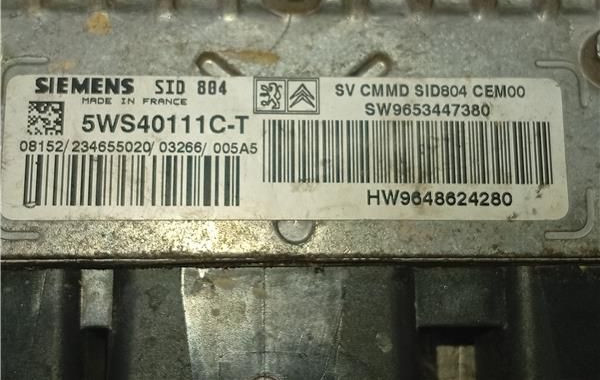 SIEMENS SID 804
MADE IN FRANCE
5WS40111C-T
08152/234655020/03266/005A5
SV CMMD SID804 CEM00
SW9653447380
HW9648624280